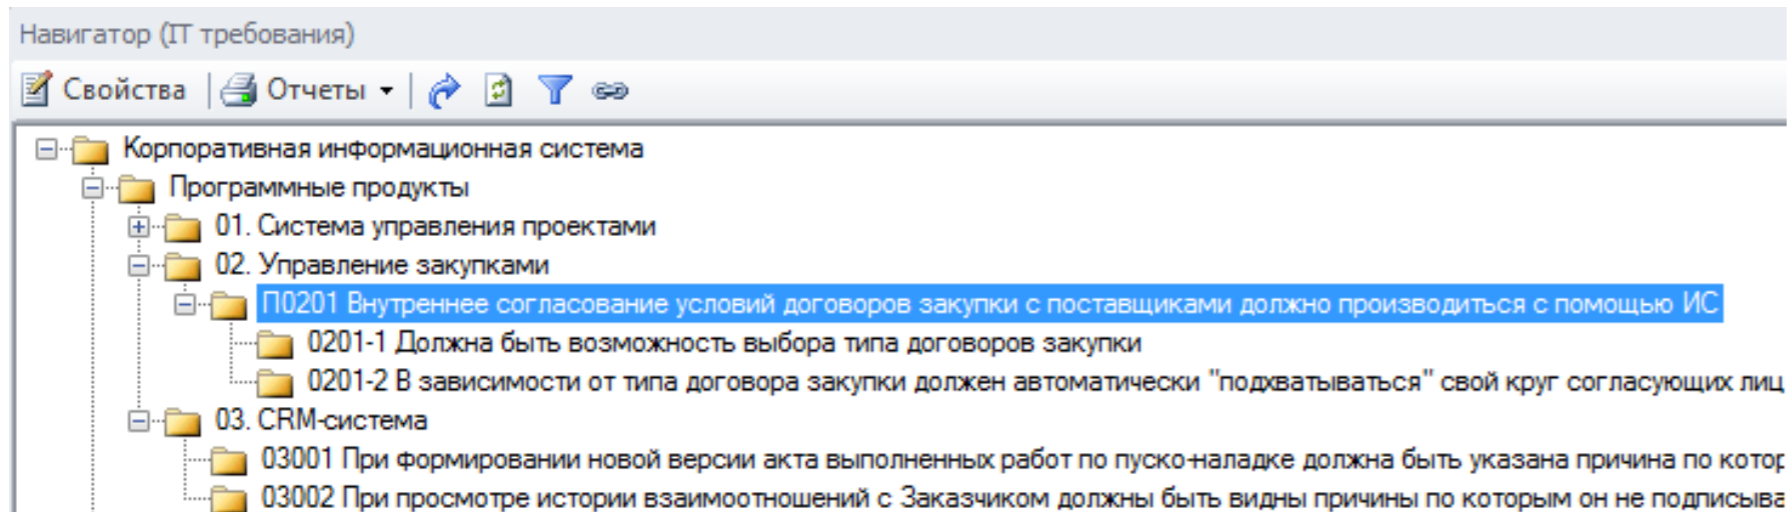 Навигатор (IT требования)
Свойства Отчеты
Корпоративная информационная система
Программные продукты
01. Система управления проектами
02. Управление закупками
П0201 Внутреннее согласование условий договоров закупки с поставщиками должно производиться с помощью ИС
0201-1 Должна быть возможность выбора типа договоров закупки
0201-2 В зависимости от типа договора закупки должен автоматически "подхватываться" свой круг согласующих лиц
03. CRM-система
03001 При формировании новой версии акта выполненных работ по пуско-наладке должна быть указана причина по
03002 При просмотре истории взаимоотношений с Заказчиком должны быть видны причины по которым он не